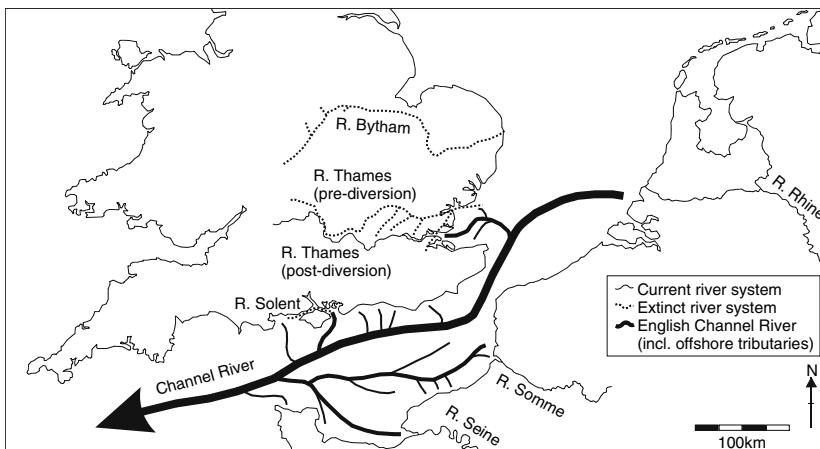 R. Bytham
R. Thames
(pre-diversion)
R. Rhine
R. Thames
(post-diversion)
R. Solent
Current river system
Extinct river system
English Channel River
(incl. offshore tributaries)
Channel River
R. Somme
R. Seine
N
100km